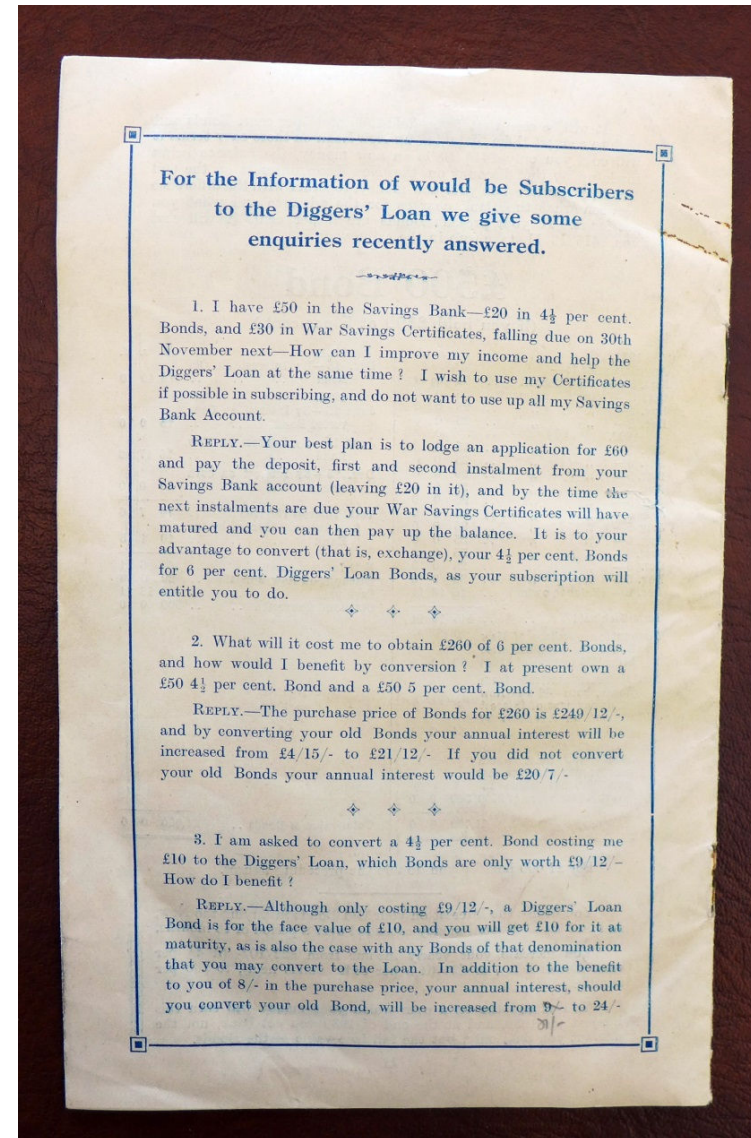 For the Information of would be Subscribers
to the Diggers' Loan we give some
enquiries recently answered.
1. I have £50 in the Savings Bank—£20 in 4½ per cent.
Bonds, and £30 in War Savings Certificates, falling due on 30th
November next—How can I improve my income and help the
Diggers' Loan at the same time ? I wish to use my Certificates
if possible in subscribing, and do not want to use up all my Savings
Bank Account.
REPLY.—Your best plan is to lodge an application for £60
and pay the deposit, first and second instalment from your
Savings Bank account (leaving £20 in it), and by the time the
next instalments are due your War Savings Certificates will have
matured and you can then pay up the balance. It is to your
advantage to convert (that is, exchange), your 4½ per cent. Bonds
for 6 per cent. Diggers' Loan Bonds, as your subscription will
entitle you to do.
2. What will it cost me to obtain £260 of 6 per cent. Bonds,
and how would I benefit by conversion ? I at present own a
£50 4½ per cent. Bond and a £50 5 per cent. Bond.
REPLY.—The purchase price of Bonds for £260 is £249/12/-,
and by converting your old Bonds your annual interest will be
increased from £4/15/- to £21/12/- If you did not convert
your old Bonds your annual interest would be £20/7/-
3. I am asked to convert a 4½ per cent. Bond costing me
£10 to the Diggers' Loan, which Bonds are only worth £9/12/-
How do I benefit ?
REPLY.—Although only costing £9/12/-, a Diggers' Loan
Bond is for the face value of £10, and you will get £10 for it at
maturity, as is also the case with any Bonds of that denomination
that you may convert to the Loan. In addition to the benefit
to you of 8/- in the purchase price, your annual interest, should
you convert your old Bond, will be increased from 9/- to 24/-